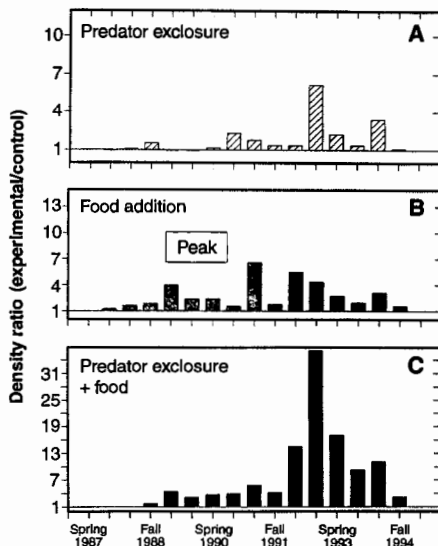 Density ratio (experimental/control)
Predator exclosure
A
10
7
4
1
Food addition
B
13
10
7
4
1
Peak
Predator exclosure
+ food
C
31
25
19
13
7
1
Spring Fall Spring Fall Spring Fall
1987 1988 1990 1991 1993 1994